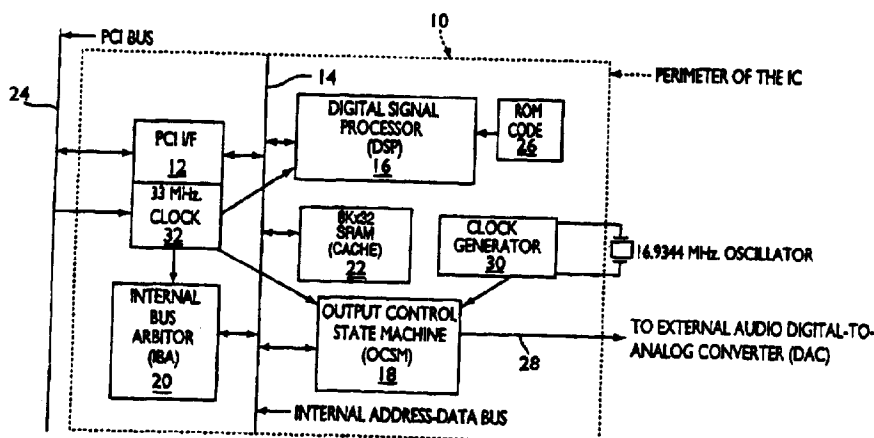 PCI BUS
10
PERIMETER OF THE IC
24
14
DIGITAL SIGNAL
PROCESSOR
(DSP)
16
ROM
CODE
26
PCI I/F
12
33 MHz.
CLOCK
32
8Kx32
SRAM
(CACHE)
22
CLOCK
GENERATOR
30
16.9344 MHz. OSCILLATOR
INTERNAL
BUS
ARBITOR
(IBA)
20
OUTPUT CONTROL
STATE MACHINE
(OCSM)
18
28
TO EXTERNAL AUDIO DIGITAL-TO-
ANALOG CONVERTER (DAC)
INTERNAL ADDRESS-DATA BUS